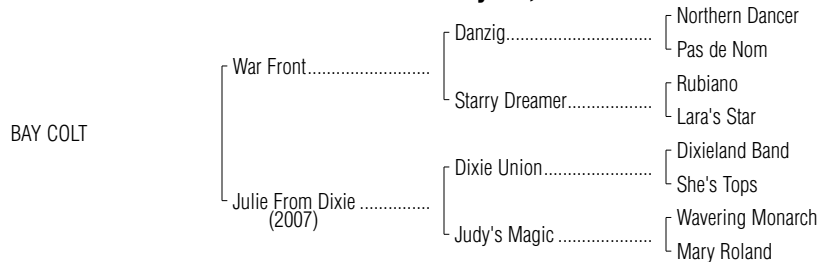 Northern Dancer
Danzig..............................
Pas de Nom
War Front..........................
Rubiano
Starry Dreamer..................
Lara's Star
BAY COLT
Dixieland Band
Dixie Union.......................
She's Tops
Julie From Dixie ...............
(2007)
Wavering Monarch
Judy's Magic ....................
Mary Roland